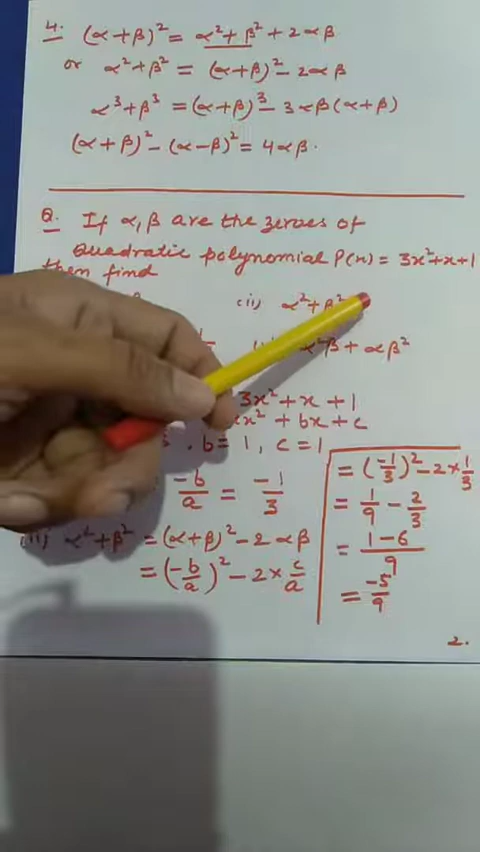 4. (α+β)² = α²+β²+2αβ
or α²+β² = (α+β)²-2αβ
α³+β³ = (α+β)³-3αβ(α+β)
(α+β)²-(α-β)² = 4αβ.
Q. If α,β are the zeroes of
Quadratic polynomial P(x) = 3x²+x+1
then find
(ii) α²+β²
α²β + αβ²
3x² + x + 1
x² + bx + c
b = 1, c = 1
-b/a = -1/3
α²+β² = (α+β)²-2αβ
= (-b/a)² - 2 × c/a
= (-1/3)² - 2 × 1/3
= 1/9 - 2/3
= 1-6/9
= -5/9
2.